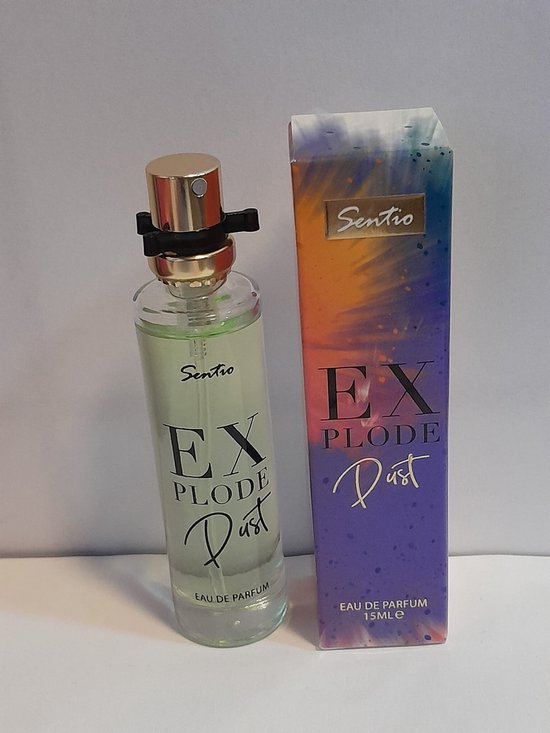 Sentio
EX
PLODE
Dust
EAU DE PARFUM
Sentio
EX
PLODE
Dust
EAU DE PARFUM
15ML ℮